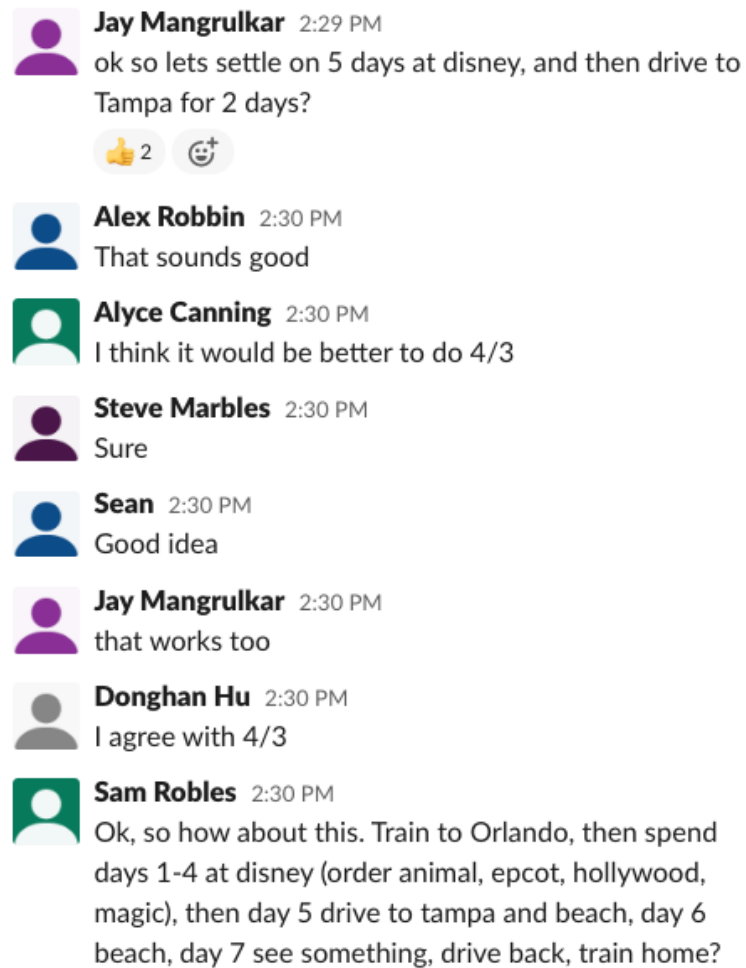 Jay Mangrulkar 2:29 PM
ok so lets settle on 5 days at disney, and then drive to
Tampa for 2 days?
👍 2
Alex Robbin 2:30 PM
That sounds good
Alyce Canning 2:30 PM
I think it would be better to do 4/3
Steve Marbles 2:30 PM
Sure
Sean 2:30 PM
Good idea
Jay Mangrulkar 2:30 PM
that works too
Donghan Hu 2:30 PM
I agree with 4/3
Sam Robles 2:30 PM
Ok, so how about this. Train to Orlando, then spend
days 1-4 at disney (order animal, epcot, hollywood,
magic), then day 5 drive to tampa and beach, day 6
beach, day 7 see something, drive back, train home?